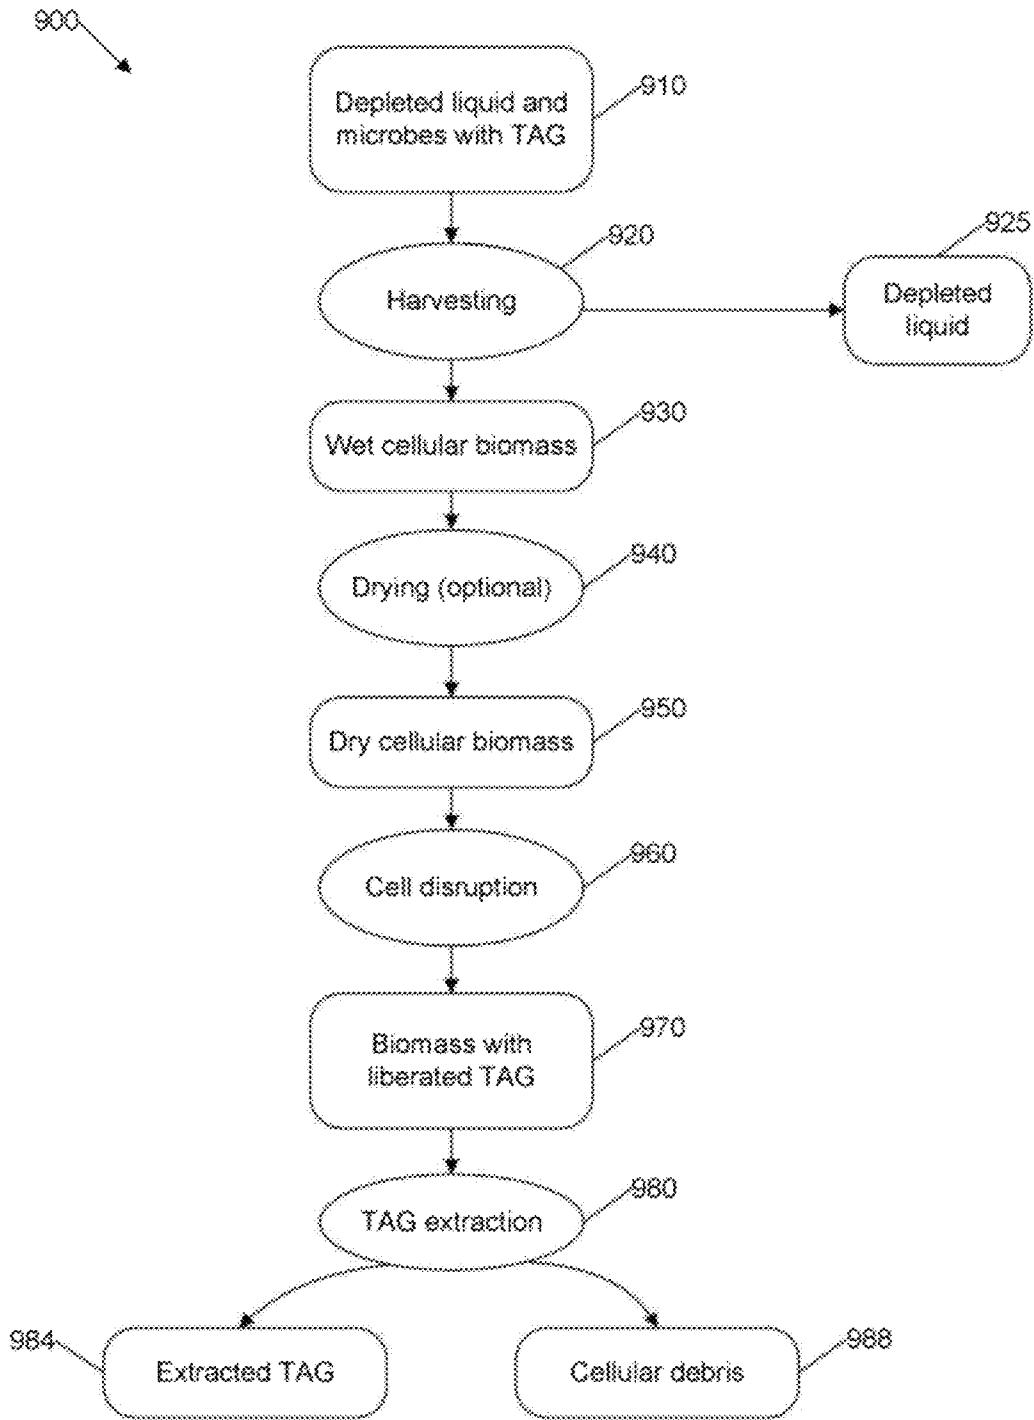 900
910
Depleted liquid and
microbes with TAG
920
925
Harvesting
Depleted
liquid
930
Wet cellular biomass
940
Drying (optional)
950
Dry cellular biomass
960
Cell disruption
970
Biomass with
liberated TAG
980
TAG extraction
984
Extracted TAG
Cellular debris
988